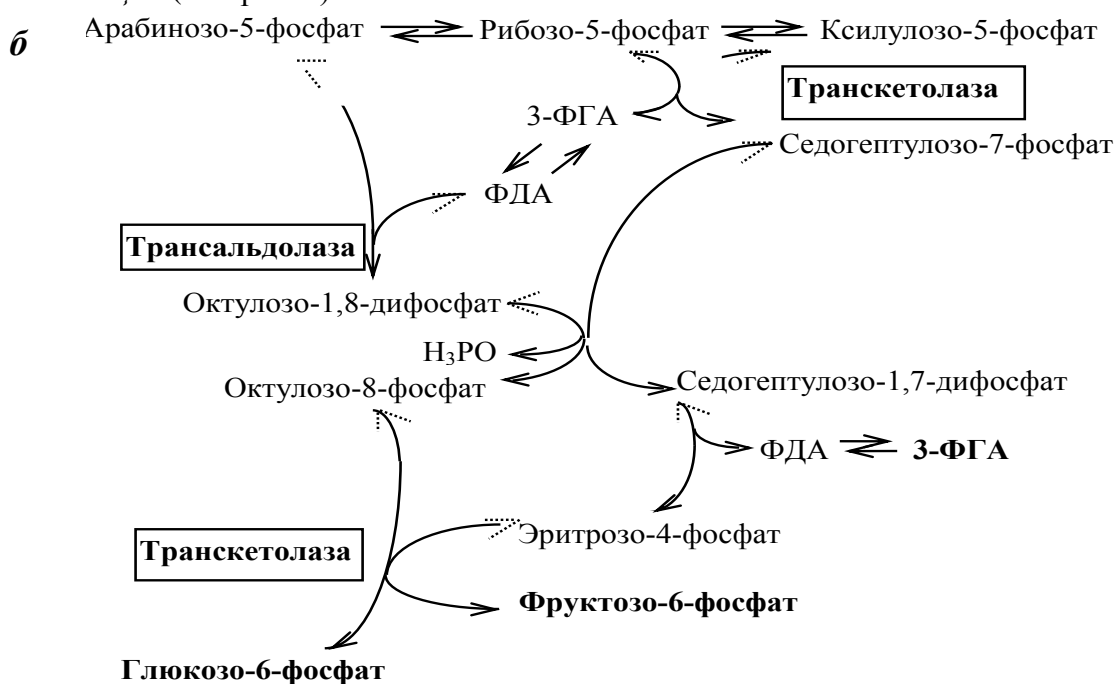 б
Арабинозо-5-фосфат Рибозо-5-фосфат Ксилулозо-5-фосфат
Транскетолаза
3-ФГА
Седогептулозо-7-фосфат
ФДА
Трансальдолаза
Октулозо-1,8-дифосфат
H₃PO
Октулозо-8-фосфат Седогептулозо-1,7-дифосфат
ФДА 3-ФГА
Эритрозо-4-фосфат
Транскетолаза
Фруктозо-6-фосфат
Глюкозо-6-фосфат